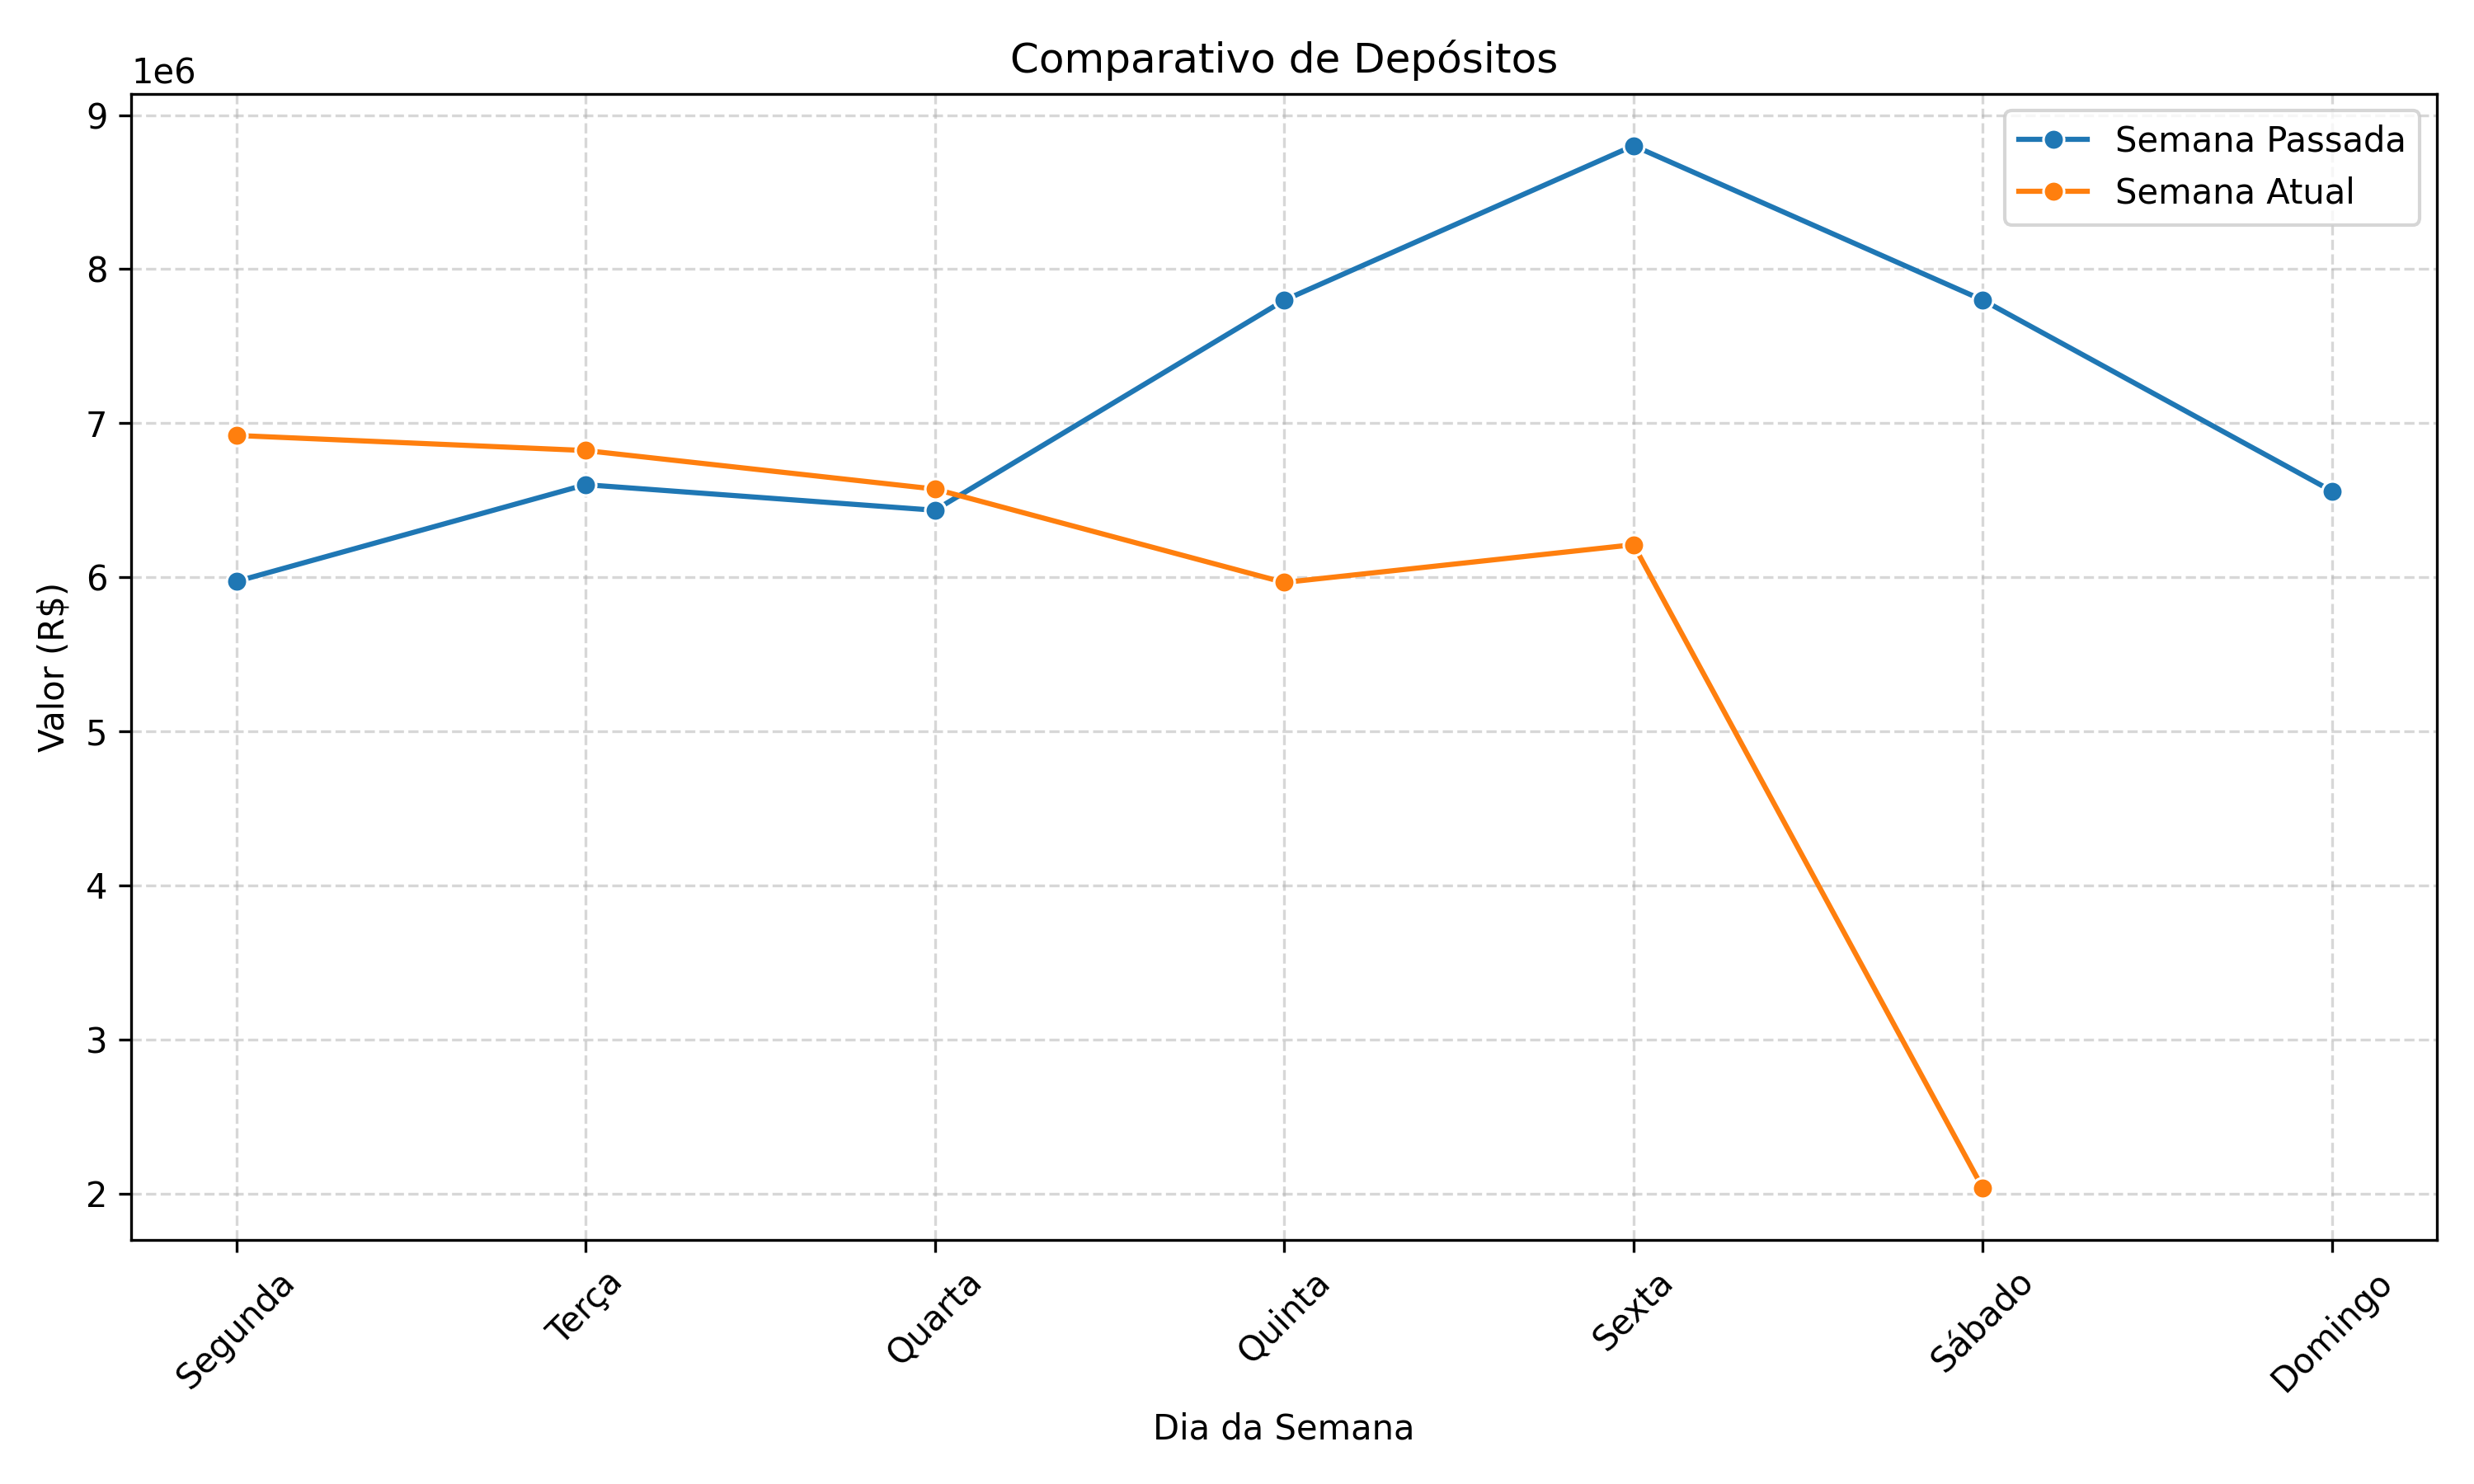 Comparativo de Depósitos
1e6
9
8
7
6
5
4
3
2
Valor (R$)
Semana Passada
Semana Atual
Segunda
Terça
Quarta
Quinta
Sexta
Sábado
Domingo
Dia da Semana